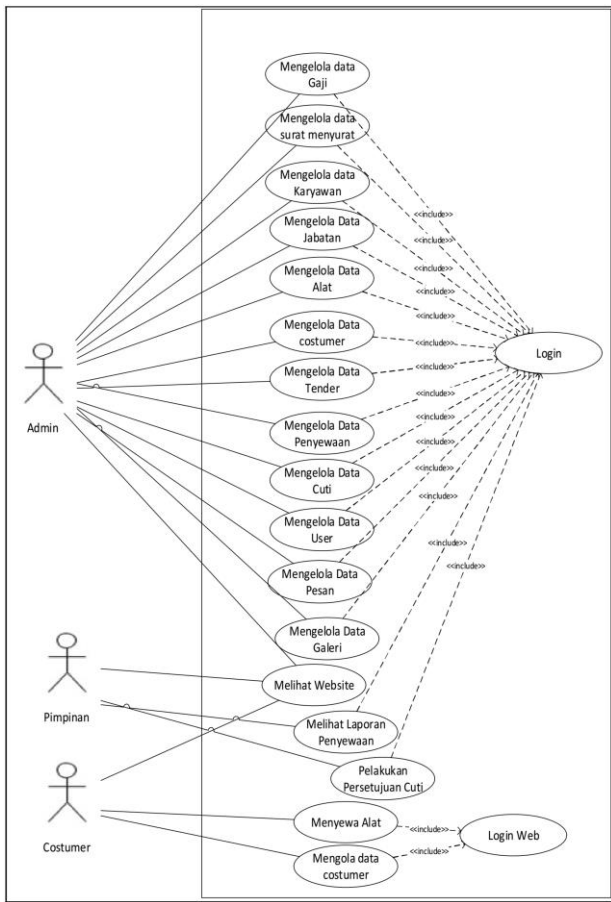 Mengelola data
Gaji
Mengelola data
surat menyurat
Mengelola data
Karyawan
<<include>>
Mengelola Data
Jabatan
<<include>>
<<include>>
Mengelola Data
Alat
<<include>>
<<include>>
Mengelola Data
costumer
<<include>>
Login
Mengelola Data
Tender
<<include>>
Admin
Mengelola Data
Penyewaan
<<include>>
<<include>>
Mengelola Data
Cuti
<<include>>
<<include>>
Mengelola Data
User
<<include>>
<<include>>
Mengelola Data
Pesan
<<include>>
Mengelola Data
Galeri
Melihat Website
Pimpinan
Melihat Laporan
Penyewaan
Pelakukan
Persetujuan Cuti
Menyewa Alat
<<include>>
Login Web
Costumer
<<include>>
Mengola data
costumer